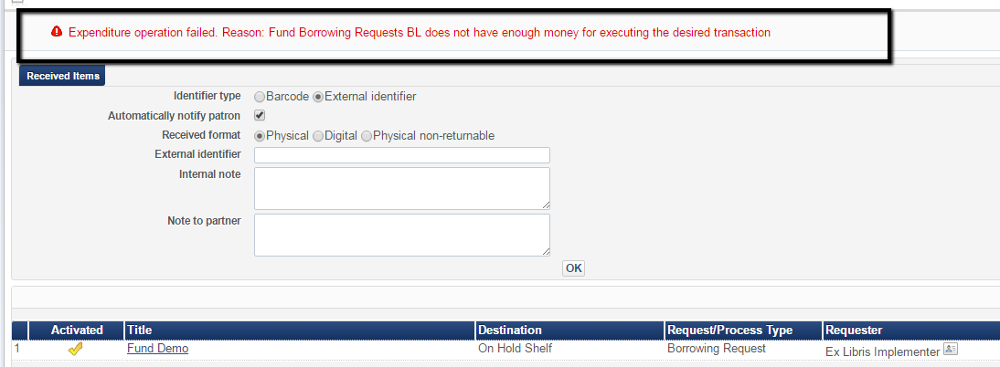 Expenditure operation failed. Reason: Fund Borrowing Requests BL does not have enough money for executing the desired transaction
Received Items
Identifier type Barcode External identifier
Automatically notify patron
Received format Physical Digital Physical non-returnable
External identifier
Internal note
Note to partner
OK
Activated Title Destination Request/Process Type Requester
1 Fund Demo On Hold Shelf Borrowing Request Ex Libris Implementer